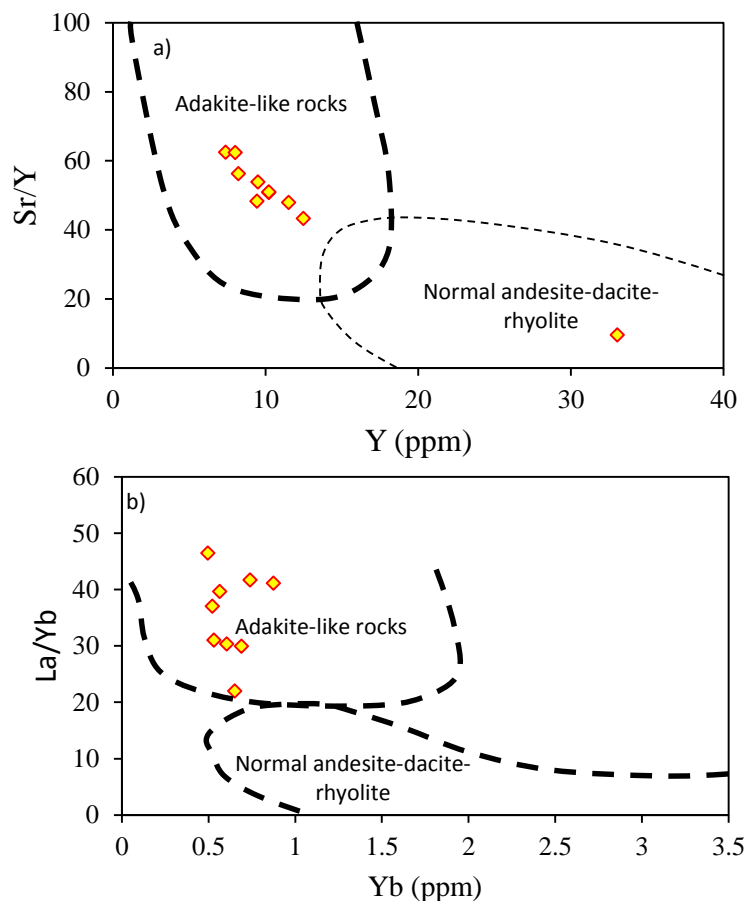 100
a)
Adakite-like rocks
80
60
Sr/Y
40
Normal andesite-dacite-
rhyolite
20
0
0 10 20 30 40
Y (ppm)
60
b)
50
40
La/Yb
30
Adakite-like rocks
20
10
Normal andesite-dacite-
rhyolite
0
0 0.5 1 1.5 2 2.5 3 3.5
Yb (ppm)